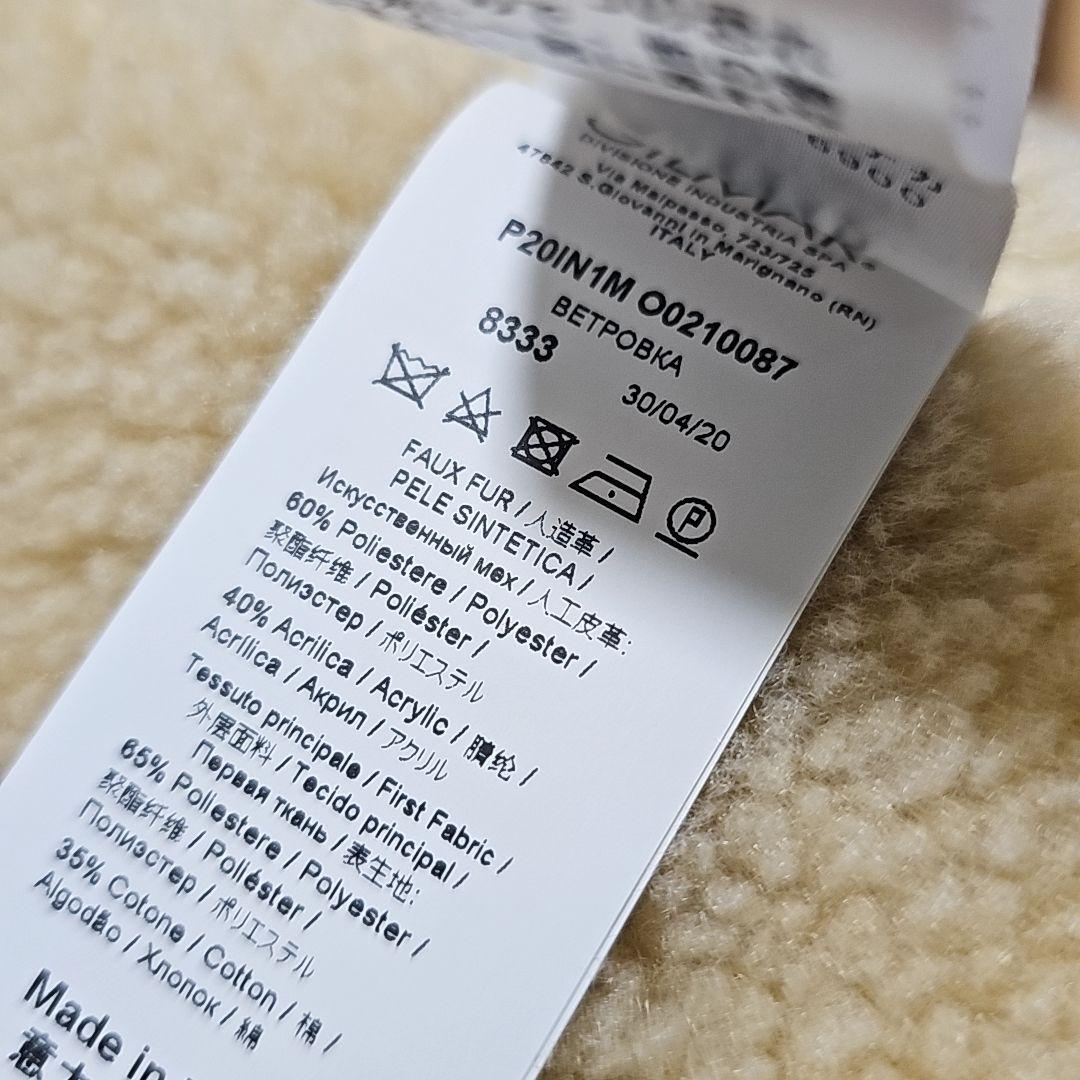 DIVISIONE INDUSTRIA SPA
Via Malpasso, 723/725
47842 S.Giovanni in Marignano (RN)
ITALY
P20IN1M O0210087
ВЕТРОВКА
8333
30/04/20
P
FAUX FUR / 人造革 /
PELE SINTETICA /
Искусственный мех / 人工皮革:
60% Poliestere / Polyester /
聚酯纤维 / Poliéster /
Полиэстер / ポリエステル
40% Acrilica / Acrylic / 腈纶 /
Acrílica / Акрил / アクリル
Tessuto principale / First Fabric /
外层面料 / Tecido principal /
Первая ткань / 表生地:
65% Poliestere / Polyester /
聚酯纤维 / Poliéster /
Полиэстер / ポリエステル
35% Cotone / Cotton / 棉 /
Algodão / Хлопок / 綿
Made in
意大